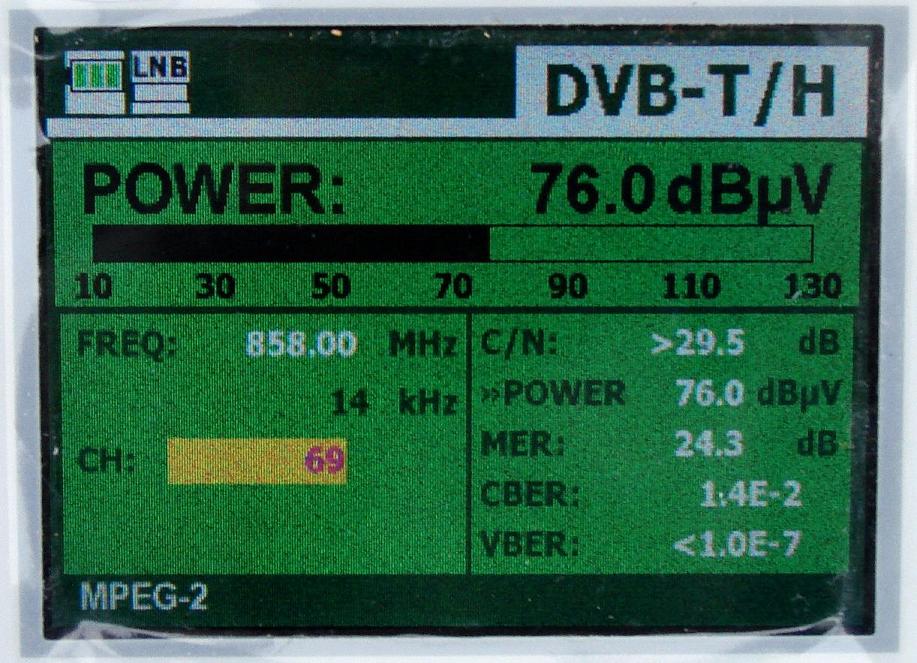 LNB
DVB-T/H
POWER: 76.0 dBµV
10 30 50 70 90 110 130
FREQ: 858.00 MHz
14 kHz
CH: 69
C/N: >29.5 dB
»POWER 76.0 dBµV
MER: 24.3 dB
CBER: 1.4E-2
VBER: <1.0E-7
MPEG-2